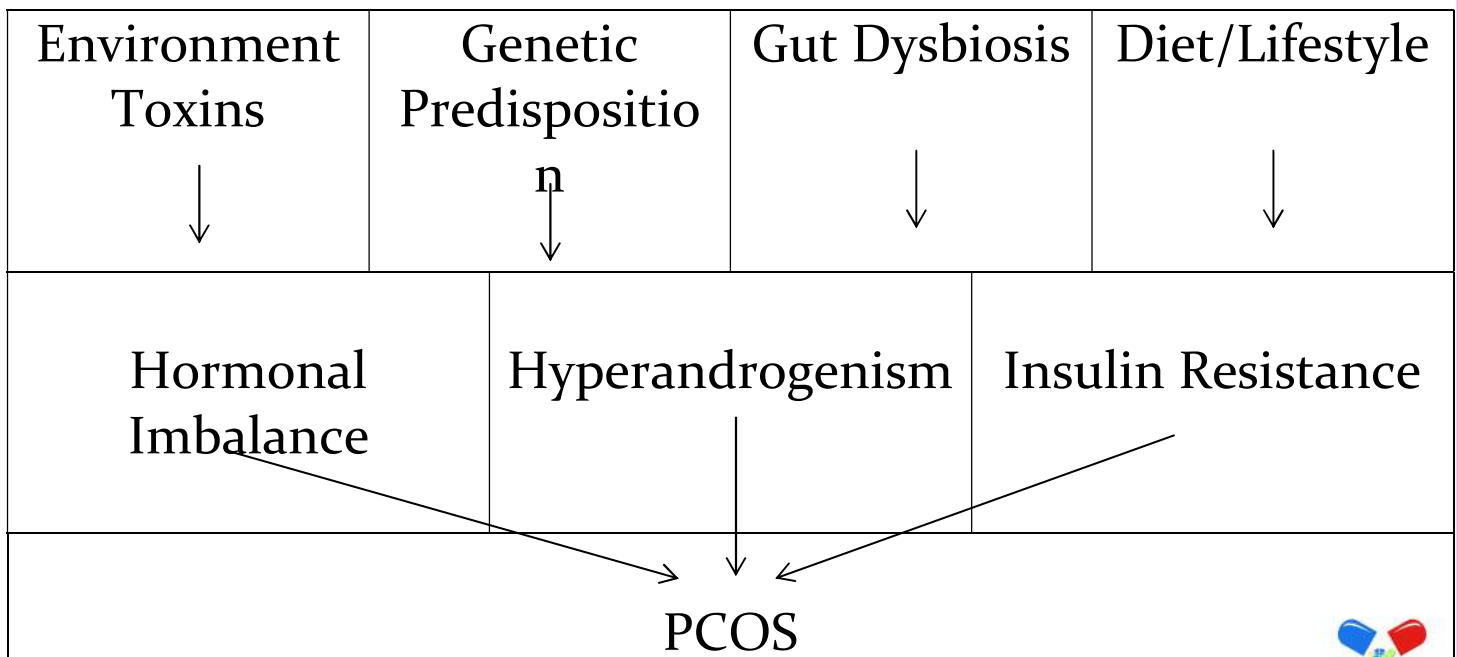 Environment
Toxins
Genetic
Predispositio
n
Gut Dysbiosis
Diet/Lifestyle
Hormonal
Imbalance
Hyperandrogenism
Insulin Resistance
PCOS